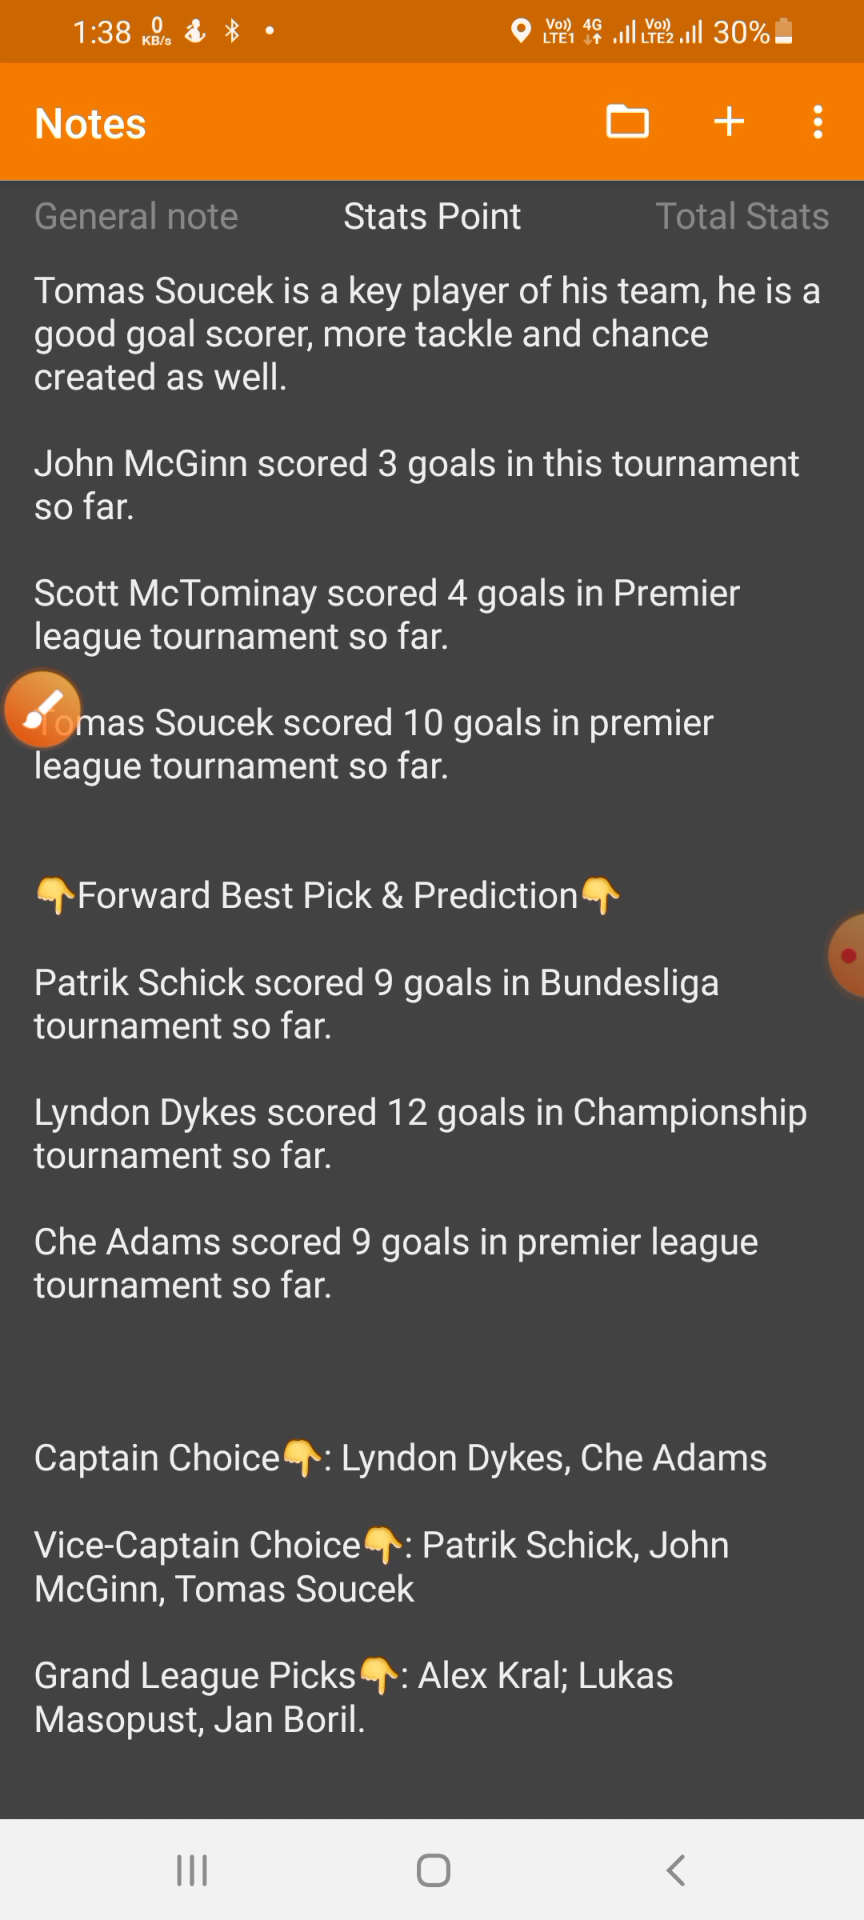 1:38 0 KB/s Vo)) LTE1 4G Vo)) LTE2 30%
Notes
General note Stats Point Total Stats
Tomas Soucek is a key player of his team, he is a
good goal scorer, more tackle and chance
created as well.
John McGinn scored 3 goals in this tournament
so far.
Scott McTominay scored 4 goals in Premier
league tournament so far.
Tomas Soucek scored 10 goals in premier
league tournament so far.
👇Forward Best Pick & Prediction👇
Patrik Schick scored 9 goals in Bundesliga
tournament so far.
Lyndon Dykes scored 12 goals in Championship
tournament so far.
Che Adams scored 9 goals in premier league
tournament so far.
Captain Choice👇: Lyndon Dykes, Che Adams
Vice-Captain Choice👇: Patrik Schick, John
McGinn, Tomas Soucek
Grand League Picks👇: Alex Kral; Lukas
Masopust, Jan Boril.